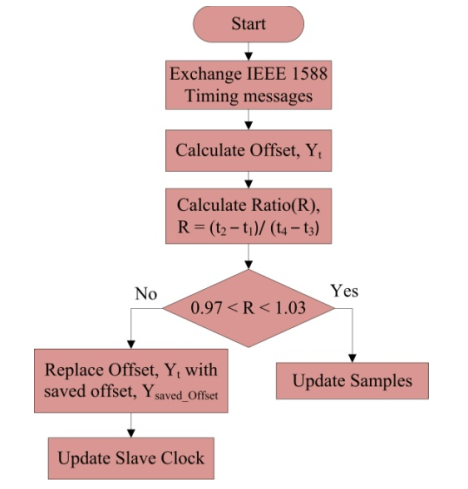 Start
Exchange IEEE 1588
Timing messages
Calculate Offset, Yₜ
Calculate Ratio(R),
R = (t₂ – t₁)/ (t₄ – t₃)
No
Yes
0.97 < R < 1.03
Replace Offset, Yₜ with
saved offset, Y_saved_Offset
Update Samples
Update Slave Clock